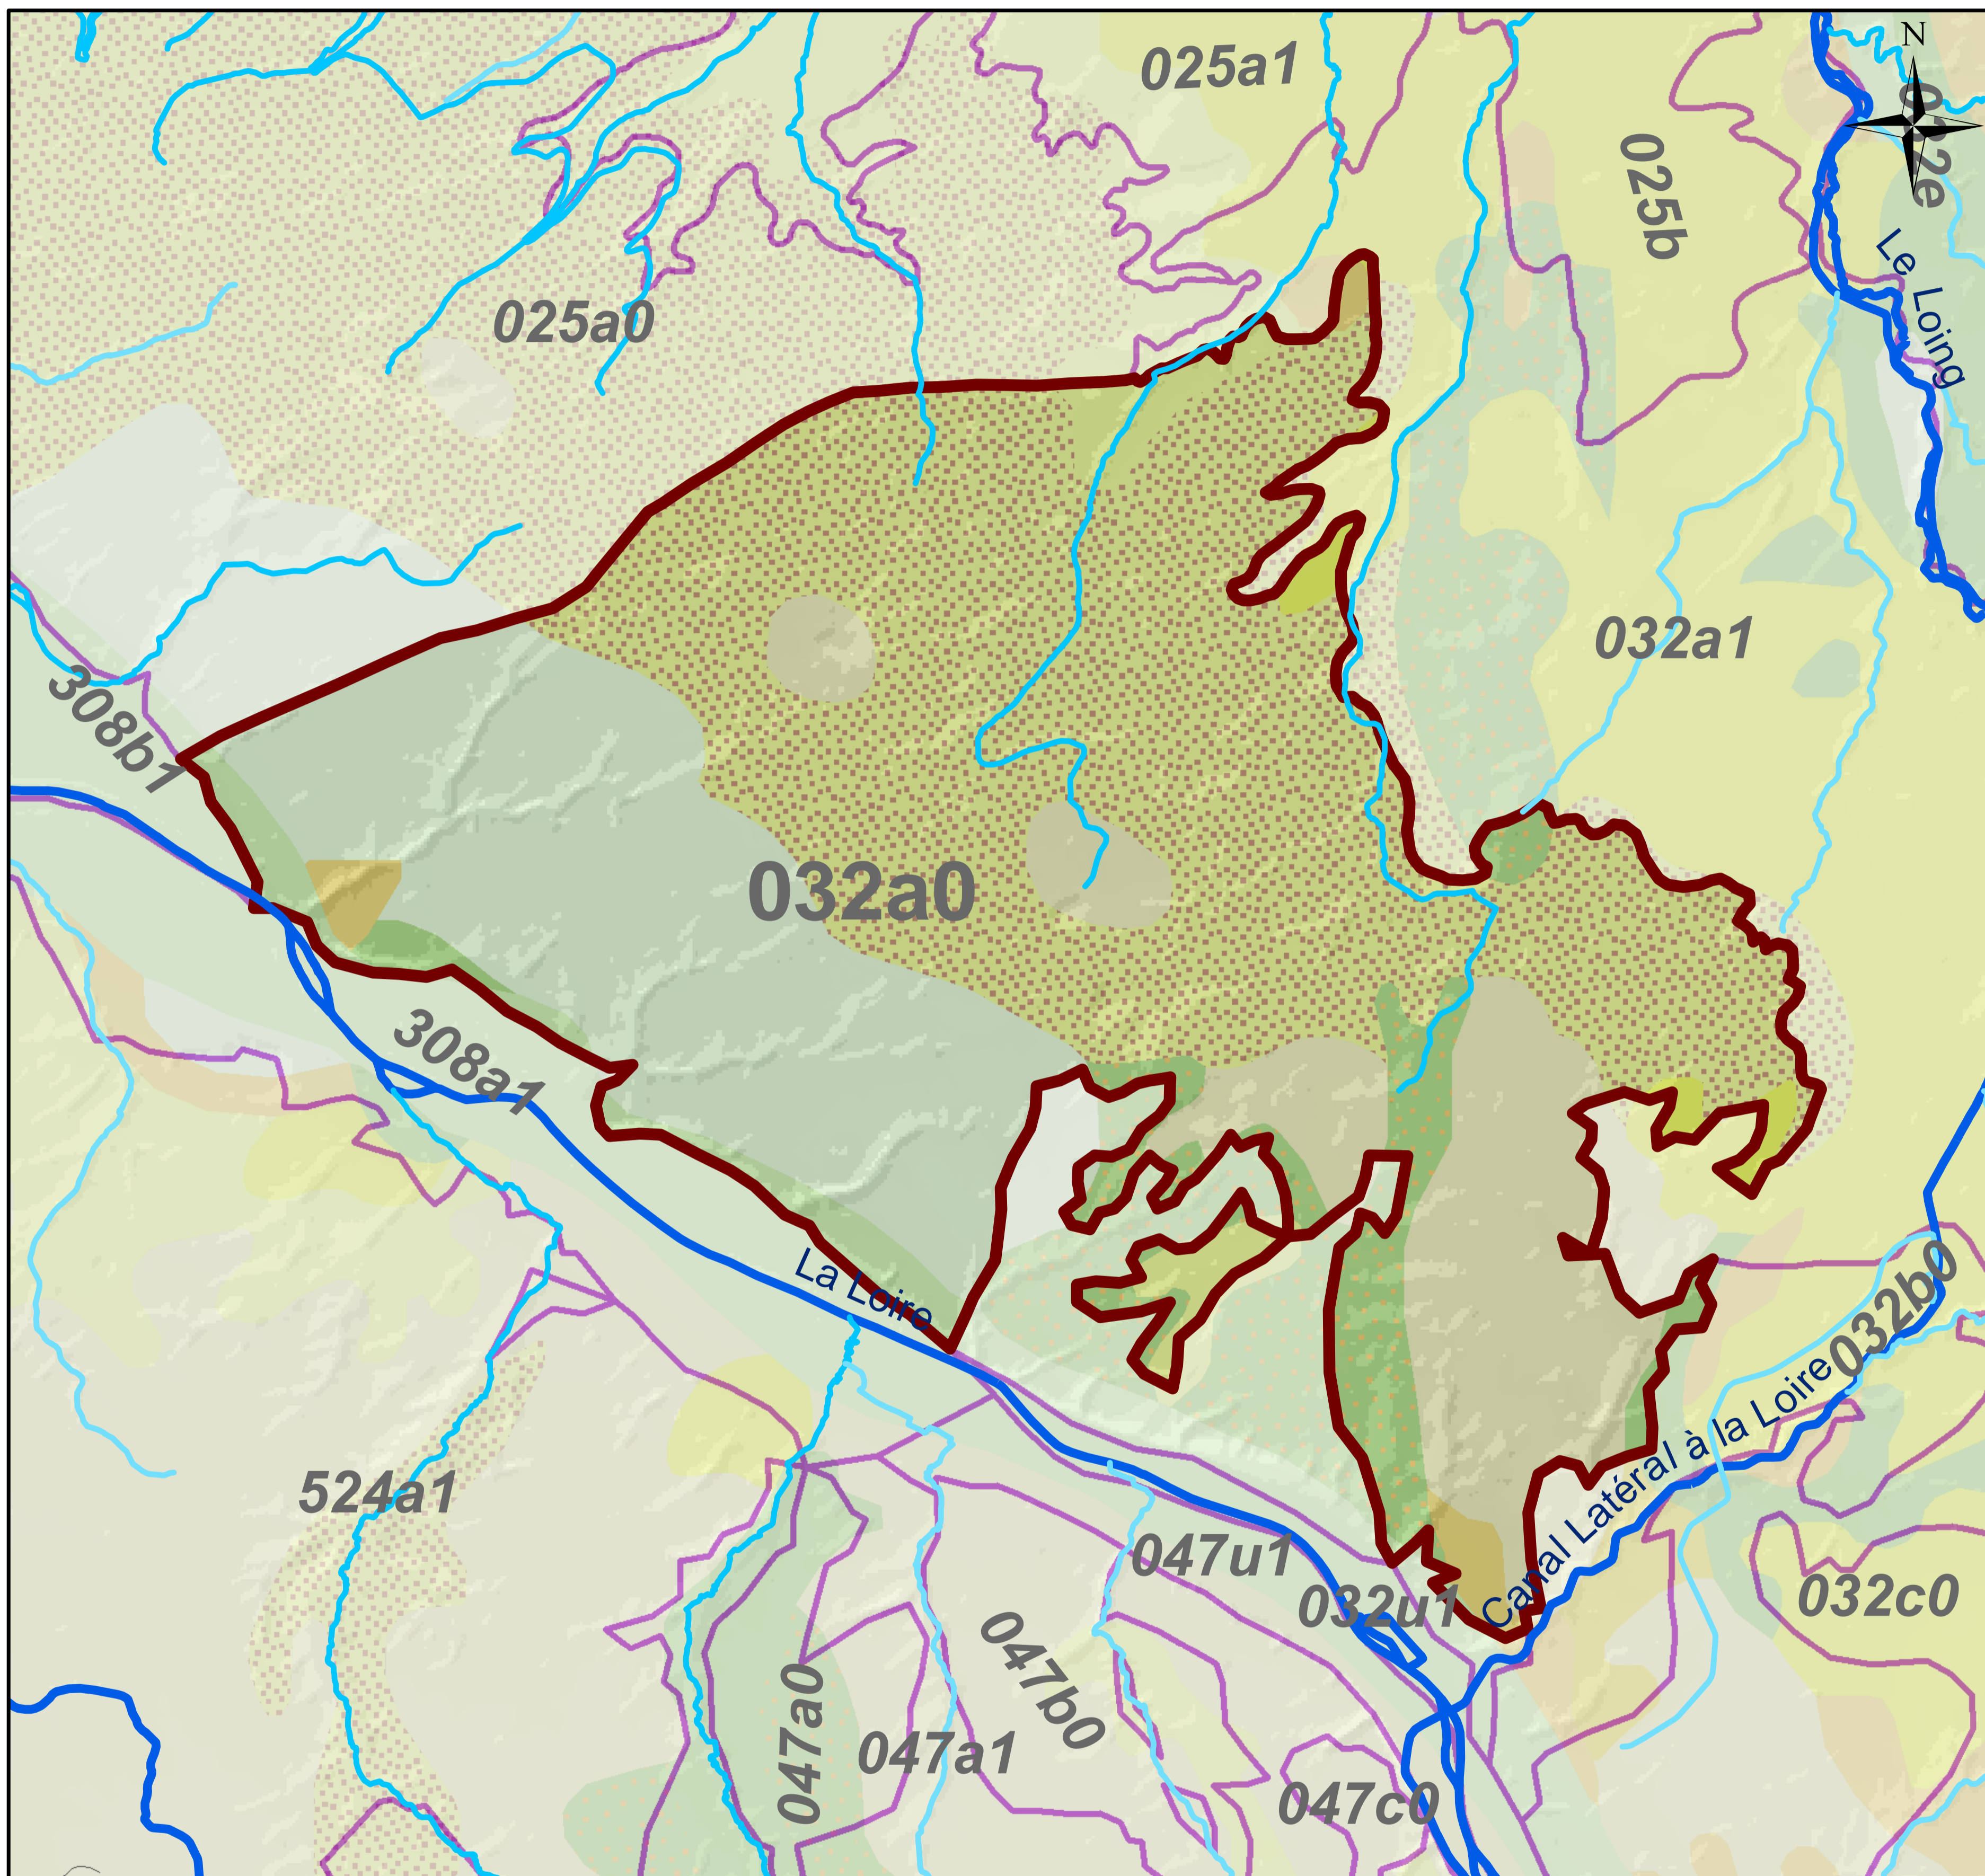 N
025a1
032e
025b
Le Loing
025a0
032a1
308b1
032a0
308a1
La Loire
032b0
Canal Latéral à la Loire
524a1
047u1
032u1
032c0
047b0
047a0
047a1
047c0